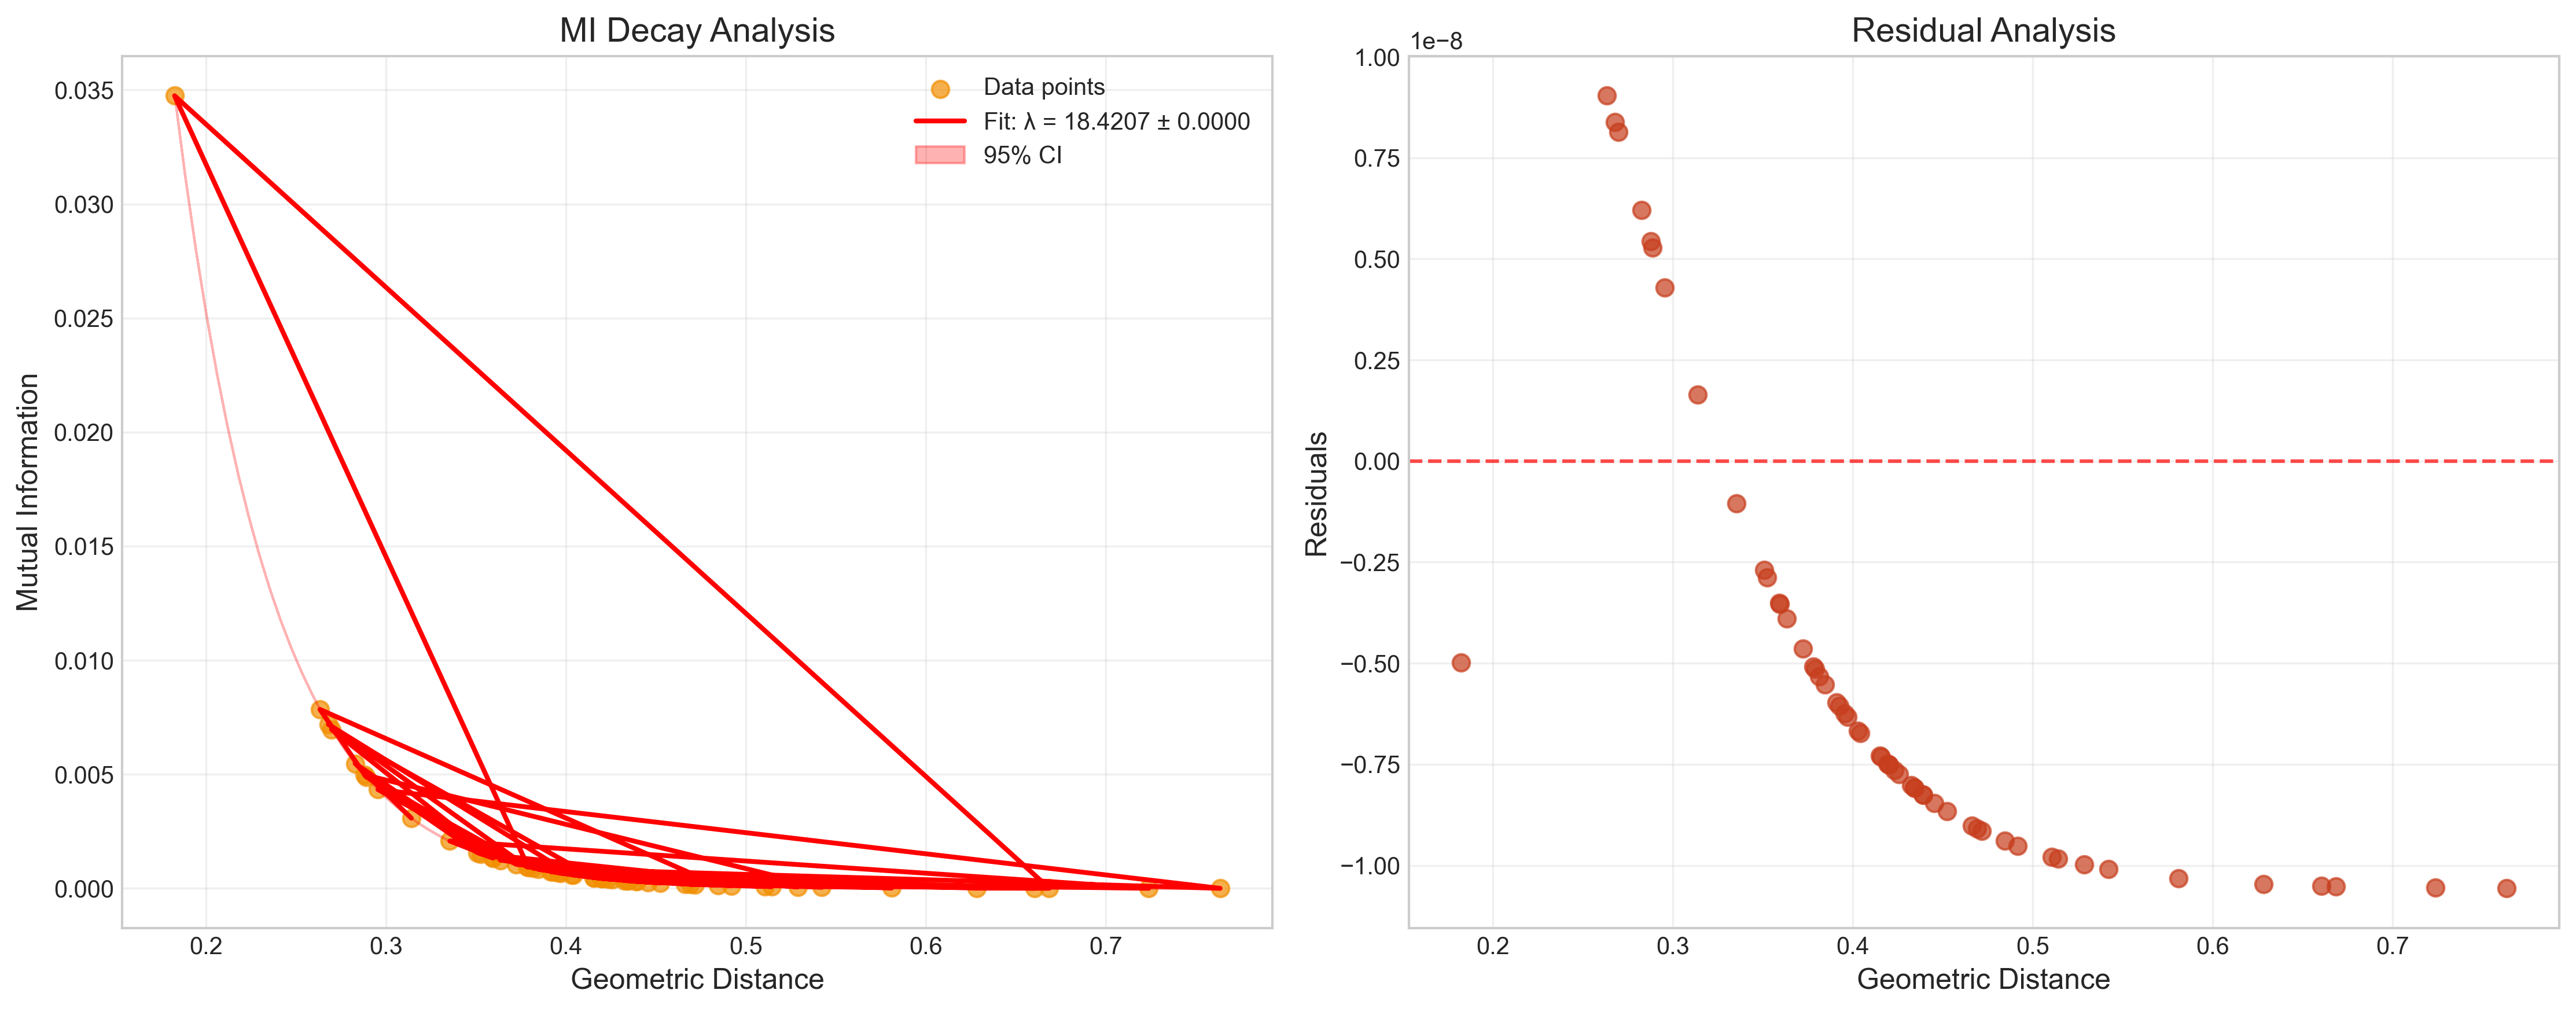 MI Decay Analysis
0.035
0.030
0.025
0.020
0.015
0.010
0.005
0.000
Mutual Information
Data points
Fit: λ = 18.4207 ± 0.0000
95% CI
0.2 0.3 0.4 0.5 0.6 0.7
Geometric Distance
Residual Analysis
1e−8
1.00
0.75
0.50
0.25
0.00
−0.25
−0.50
−0.75
−1.00
Residuals
0.2 0.3 0.4 0.5 0.6 0.7
Geometric Distance